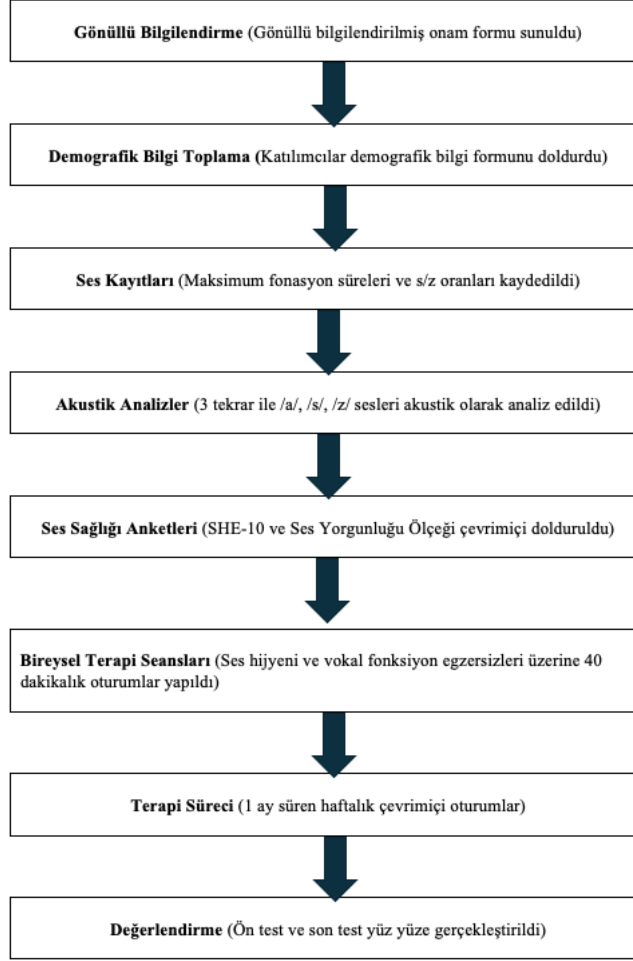 Gönüllü Bilgilendirme (Gönüllü bilgilendirilmiş onam formu sunuldu)
Demografik Bilgi Toplama (Katılımcılar demografik bilgi formunu doldurdu)
Ses Kayıtları (Maksimum fonasyon süreleri ve s/z oranları kaydedildi)
Akustik Analizler (3 tekrar ile /a/, /s/, /z/ sesleri akustik olarak analiz edildi)
Ses Sağlığı Anketleri (SHE-10 ve Ses Yorgunluğu Ölçeği çevrimiçi dolduruldu)
Bireysel Terapi Seansları (Ses hijyeni ve vokal fonksiyon egzersizleri üzerine 40
dakikalık oturumlar yapıldı)
Terapi Süreci (1 ay süren haftalık çevrimiçi oturumlar)
Değerlendirme (Ön test ve son test yüz yüze gerçekleştirildi)